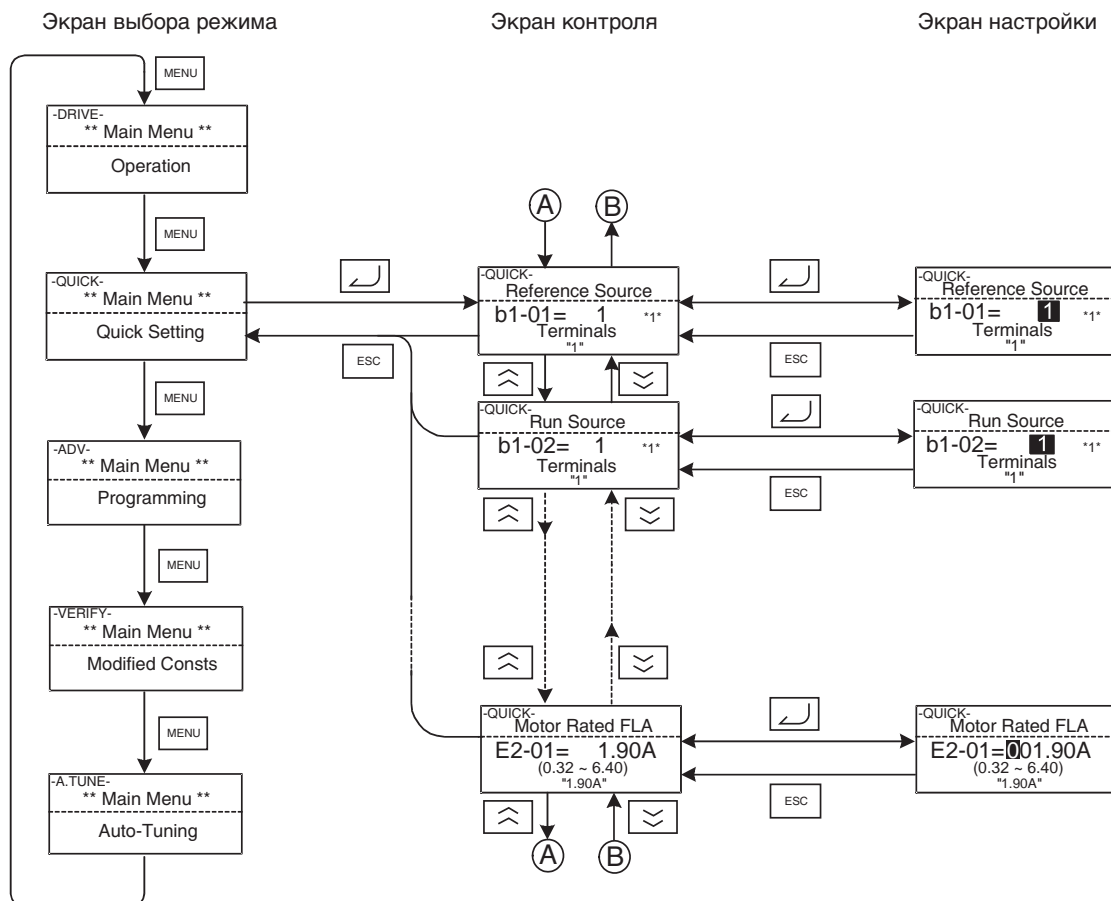 Экран выбора режима
Экран контроля
Экран настройки
MENU
-DRIVE-
** Main Menu **
Operation
MENU
-QUICK-
** Main Menu **
Quick Setting
MENU
-ADV-
** Main Menu **
Programming
MENU
-VERIFY-
** Main Menu **
Modified Consts
MENU
-A.TUNE-
** Main Menu **
Auto-Tuning
ESC
A
B
-QUICK-
Reference Source
b1-01= 1 *1*
Terminals
"1"
-QUICK-
Run Source
b1-02= 1 *1*
Terminals
"1"
-QUICK-
Motor Rated FLA
E2-01= 1.90A
(0.32 ~ 6.40)
"1.90A"
A
B
ESC
ESC
ESC
-QUICK-
Reference Source
b1-01= 1 *1*
Terminals
"1"
-QUICK-
Run Source
b1-02= 1 *1*
Terminals
"1"
-QUICK-
Motor Rated FLA
E2-01=001.90A
(0.32 ~ 6.40)
"1.90A"